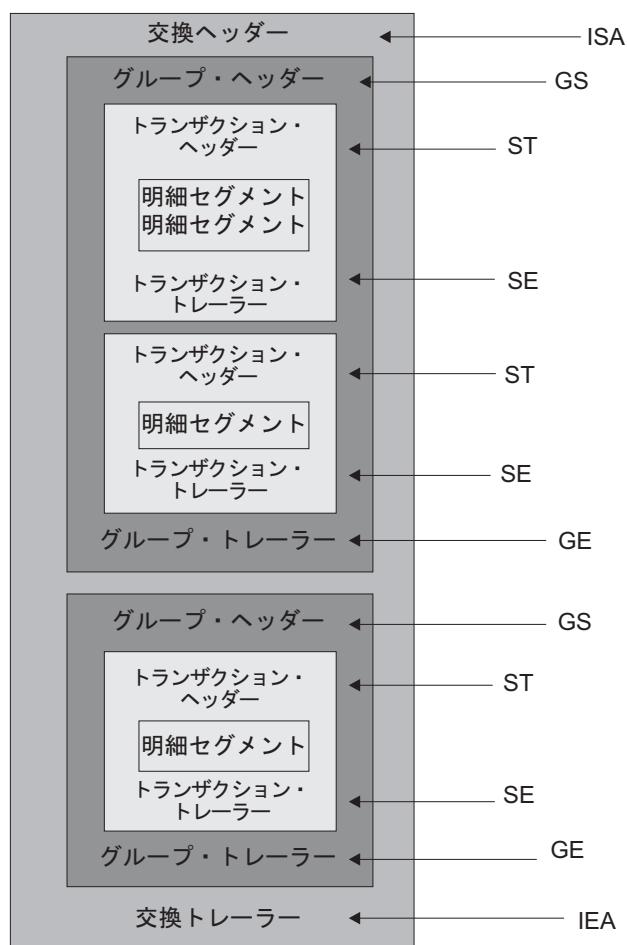 交換ヘッダー ISA
グループ・ヘッダー GS
トランザクション・
ヘッダー
ST
明細セグメント
明細セグメント
トランザクション・
トレーラー
SE
トランザクション・
ヘッダー
ST
明細セグメント
トランザクション・
トレーラー
SE
グループ・トレーラー GE
グループ・ヘッダー GS
トランザクション・
ヘッダー
ST
明細セグメント
トランザクション・
トレーラー
SE
グループ・トレーラー GE
交換トレーラー IEA